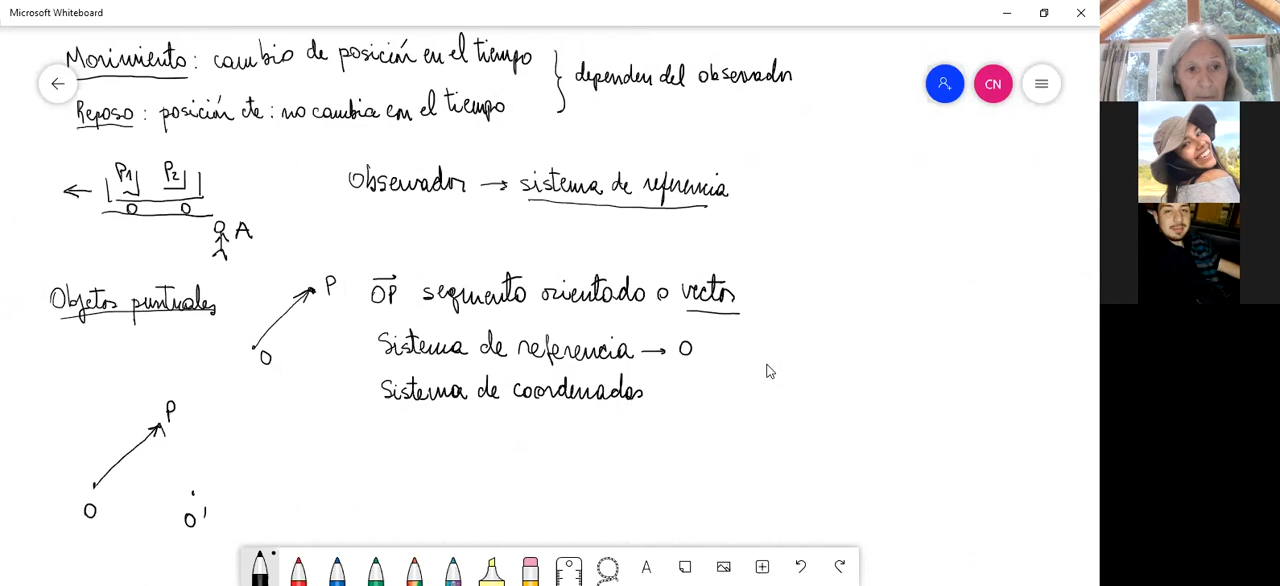 Microsoft Whiteboard
Movimiento : cambio de posición en el tiempo
dependen del observador
Reposo : posición cte : no cambia en el tiempo
CN
P1 P2
Observador → sistema de referencia
A
Objetos puntuales
P
O
OP segmento orientado o vector
Sistema de referencia → O
Sistema de coordenadas
P
O
O'
A